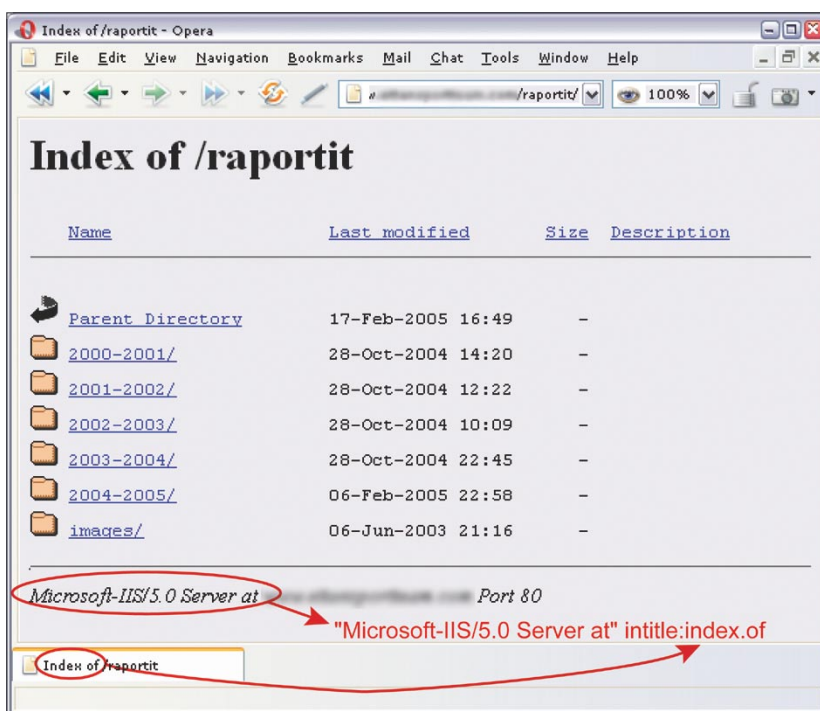 Index of /raportit - Opera
File Edit View Navigation Bookmarks Mail Chat Tools Window Help
/raportit/ 100%
Index of /raportit
Name Last modified Size Description
Parent Directory 17-Feb-2005 16:49 -
2000-2001/ 28-Oct-2004 14:20 -
2001-2002/ 28-Oct-2004 12:22 -
2002-2003/ 28-Oct-2004 10:09 -
2003-2004/ 28-Oct-2004 22:45 -
2004-2005/ 06-Feb-2005 22:58 -
images/ 06-Jun-2003 21:16 -
Microsoft-IIS/5.0 Server at Port 80
"Microsoft-IIS/5.0 Server at" intitle:index.of
Index of /raportit